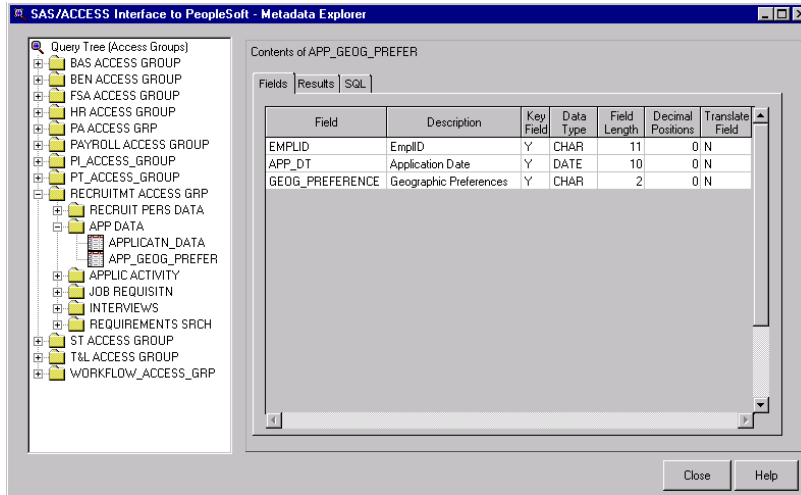 SAS/ACCESS Interface to PeopleSoft - Metadata Explorer
Query Tree (Access Groups)
BAS ACCESS GROUP
BEN ACCESS GROUP
FSA ACCESS GROUP
HR ACCESS GROUP
PA ACCESS GRP
PAYROLL ACCESS GROUP
PI_ACCESS_GROUP
PT_ACCESS_GROUP
RECRUITMT ACCESS GRP
RECRUIT PERS DATA
APP DATA
APPLICATN_DATA
APP_GEOG_PREFER
APPLIC ACTIVITY
JOB REQUISITN
INTERVIEWS
REQUIREMENTS SRCH
ST ACCESS GROUP
T&L ACCESS GROUP
WORKFLOW_ACCESS_GRP
Contents of APP_GEOG_PREFER
Fields Results SQL
Field Description Key Field Data Type Field Length Decimal Positions Translate Field
EMPLID EmplID Y CHAR 11 0 N
APP_DT Application Date Y DATE 10 0 N
GEOG_PREFERENCE Geographic Preferences Y CHAR 2 0 N
Close Help